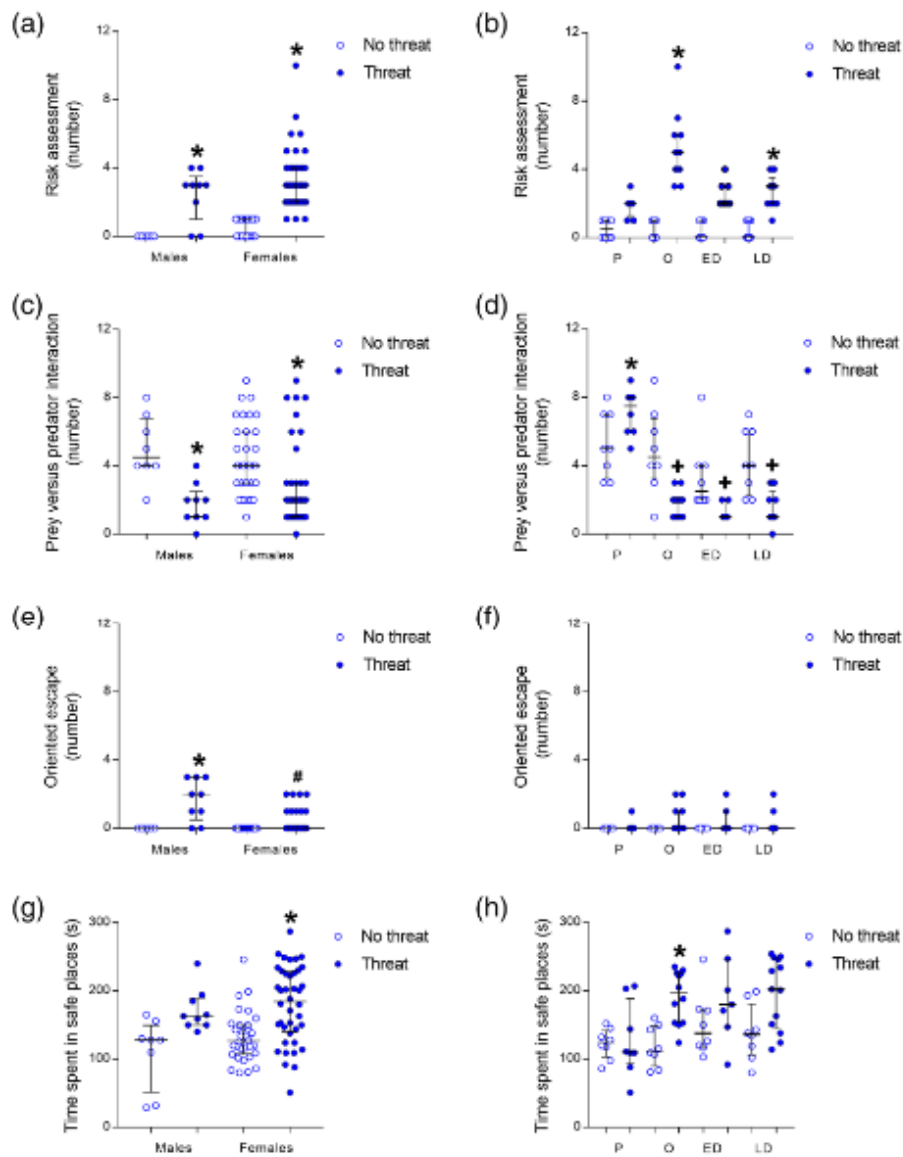 (a)
Risk assessment
(number)
12
8
4
0
* *
Males Females
No threat
Threat
(b)
Risk assessment
(number)
12
8
4
0
* *
P O ED LD
No threat
Threat
(c)
Prey versus predator interaction
(number)
12
8
4
0
* *
Males Females
No threat
Threat
(d)
Prey versus predator interaction
(number)
12
8
4
0
* + + +
P O ED LD
No threat
Threat
(e)
Oriented escape
(number)
12
8
4
0
* #
Males Females
No threat
Threat
(f)
Oriented escape
(number)
12
8
4
0
P O ED LD
No threat
Threat
(g)
Time spent in safe places (s)
300
200
100
0
*
Males Females
No threat
Threat
(h)
Time spent in safe places (s)
300
200
100
0
*
P O ED LD
No threat
Threat